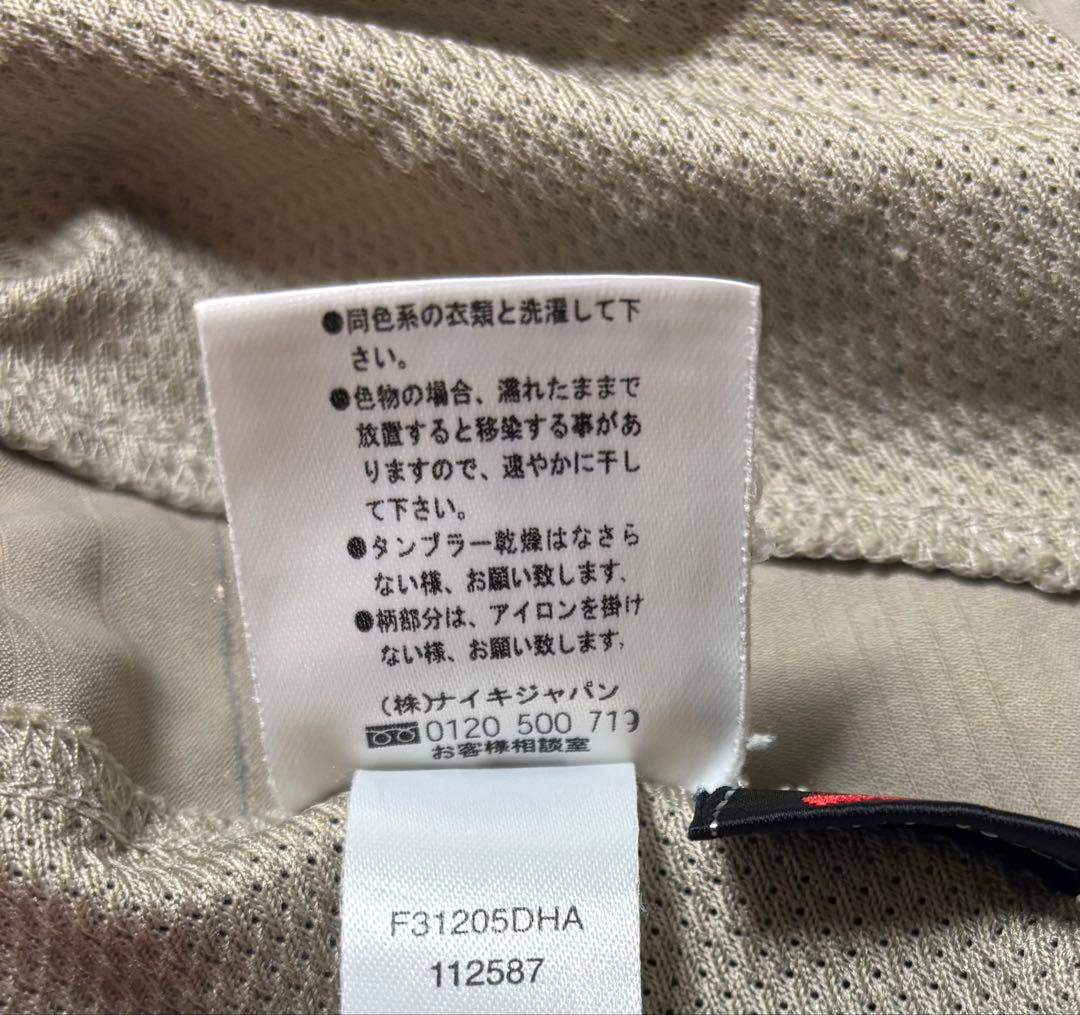 ●同色系の衣類と洗濯して下
さい。
●色物の場合、濡れたままで
放置すると移染する事があ
りますので、速やかに干し
て下さい。
●タンブラー乾燥はなさら
ない様、お願い致します。
●柄部分は、アイロンを掛け
ない様、お願い致します。
(株)ナイキジャパン
0120 500 719
お客様相談室
F31205DHA
112587